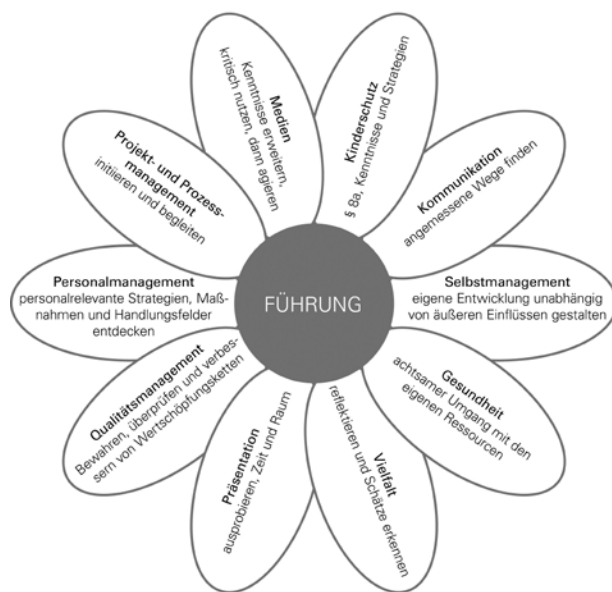 FÜHRUNG
Medien
Kenntnisse erweitern,
kritisch nutzen, dann agieren
Kinderschutz
§ 8a, Kenntnisse und Strategien
Kommunikation
angemessene Wege finden
Selbstmanagement
eigene Entwicklung unabhängig
von äußeren Einflüssen gestalten
Gesundheit
achtsamer Umgang mit den
eigenen Ressourcen
Vielfalt
reflektieren und Schätze erkennen
Präsentation
ausprobieren, Zeit und Raum
Qualitätsmanagement
Bewahren, überprüfen und verbes-
sern von Wertschöpfungsketten
Personalmanagement
personalrelevante Strategien, Maß-
nahmen und Handlungsfelder
entdecken
Projekt- und Prozess-
management
initiieren und begleiten